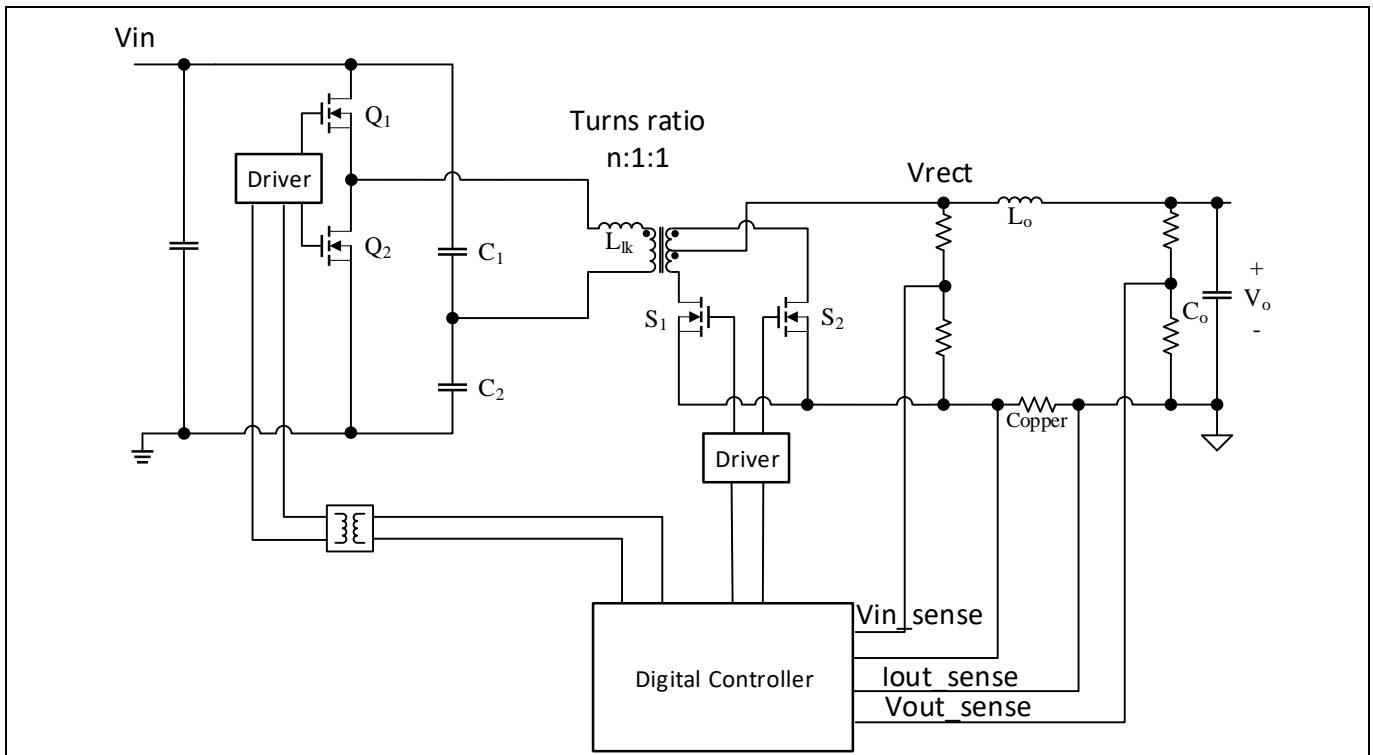 Vin
Q1
Turns ratio
n:1:1
Driver
Vrect
Lo
Q2
Llk
C1
+
Vo
-
Co
S1
S2
C2
Copper
Driver
Vin_sense
Iout_sense
Digital Controller
Vout_sense